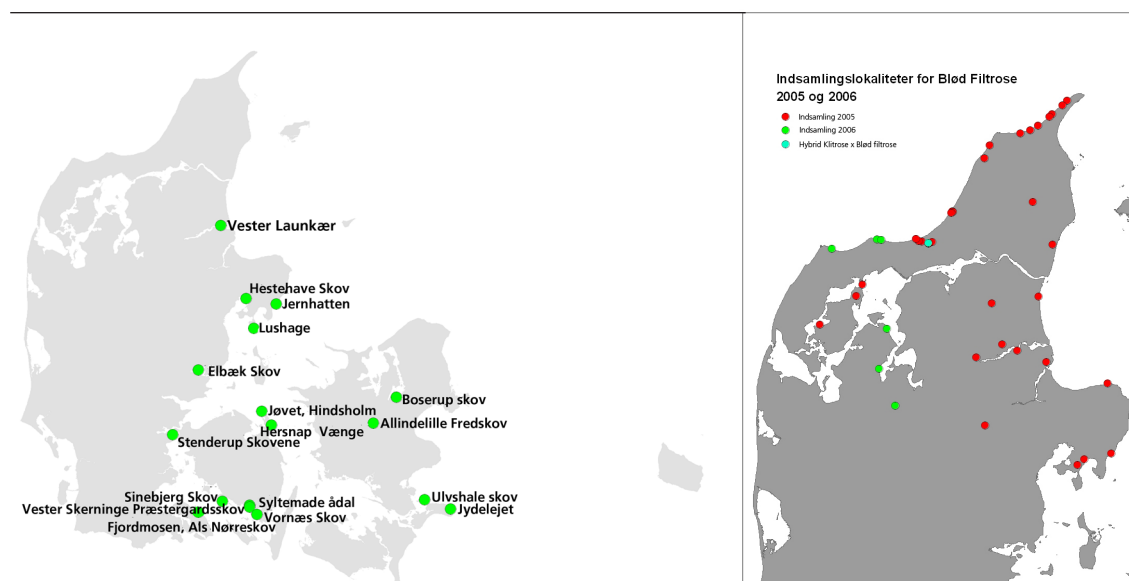 Indsamlingslokaliteter for Blød Filtrose
2005 og 2006
Indsamling 2005
Indsamling 2006
Hybrid Klitrose x Blød filtrose
Vester Launkær
Hestehave Skov
Jernhatten
Lushage
Elbæk Skov
Boserup skov
Jøvet, Hindsholm
Allindelille Fredskov
Hersnap Vænge
Stenderup Skovene
Sinebjerg Skov
Ulvshale skov
Syltemade ådal
Vester Skerninge Præstergardsskov
Jydelejet
Vornæs Skov
Fjordmosen, Als Nørreskov